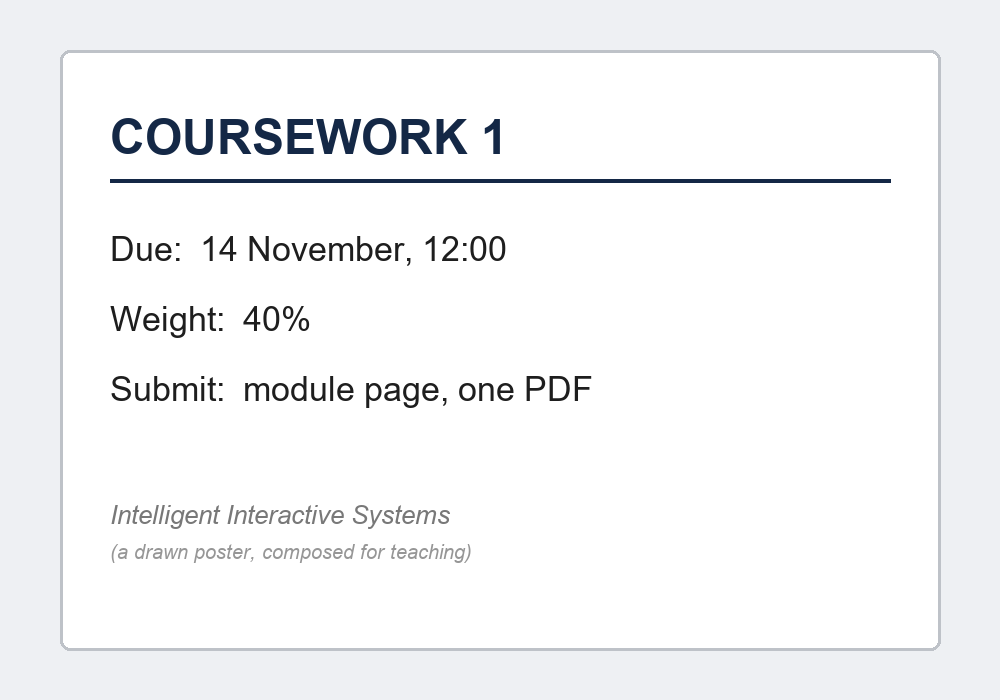 COURSEWORK 1
Due: 14 November, 12:00
Weight: 40%
Submit: module page, one PDF
Intelligent Interactive Systems
(a drawn poster, composed for teaching)